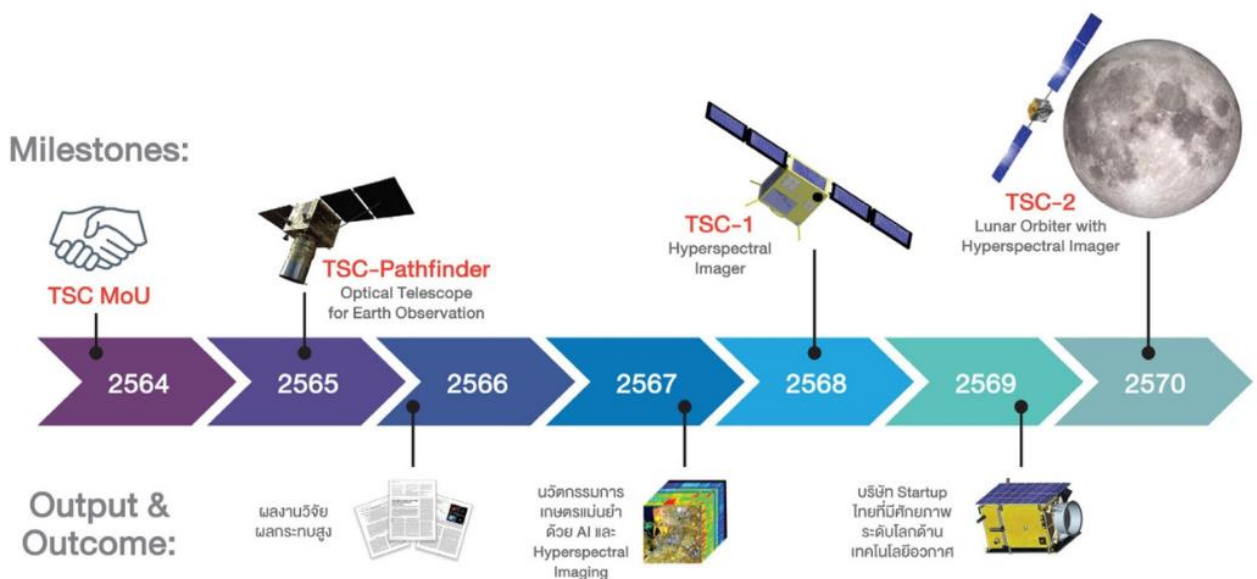 Milestones:
TSC MoU
TSC-Pathfinder
Optical Telescope
for Earth Observation
TSC-1
Hyperspectral
Imager
TSC-2
Lunar Orbiter with
Hyperspectral Imager
2564
2565
2566
2567
2568
2569
2570
Output &
Outcome:
ผลงานวิจัย
ผลกระทบสูง
นวัตกรรมการ
เกษตรแม่นยำ
ด้วย AI และ
Hyperspectral
Imaging
บริษัท Startup
ไทยที่มีศักยภาพ
ระดับโลกด้าน
เทคโนโลยีอวกาศ